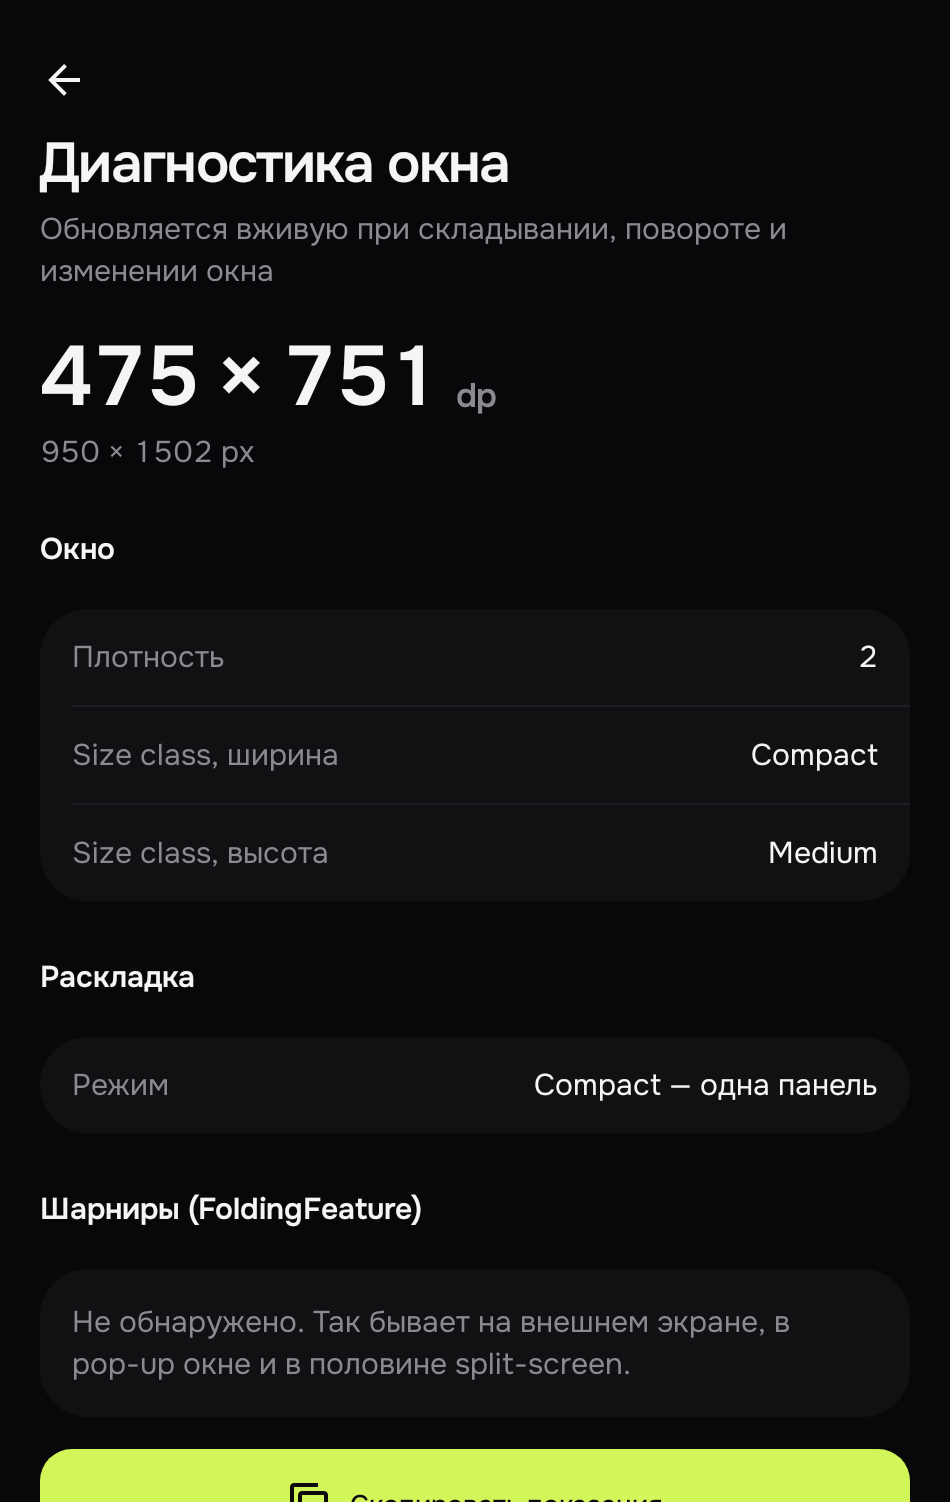 Диагностика окна
Обновляется вживую при складывании, повороте и
изменении окна
475 × 751 dp
950 × 1502 px
Окно
Плотность 2
Size class, ширина Compact
Size class, высота Medium
Раскладка
Режим Compact — одна панель
Шарниры (FoldingFeature)
Не обнаружено. Так бывает на внешнем экране, в
pop-up окне и в половине split-screen.